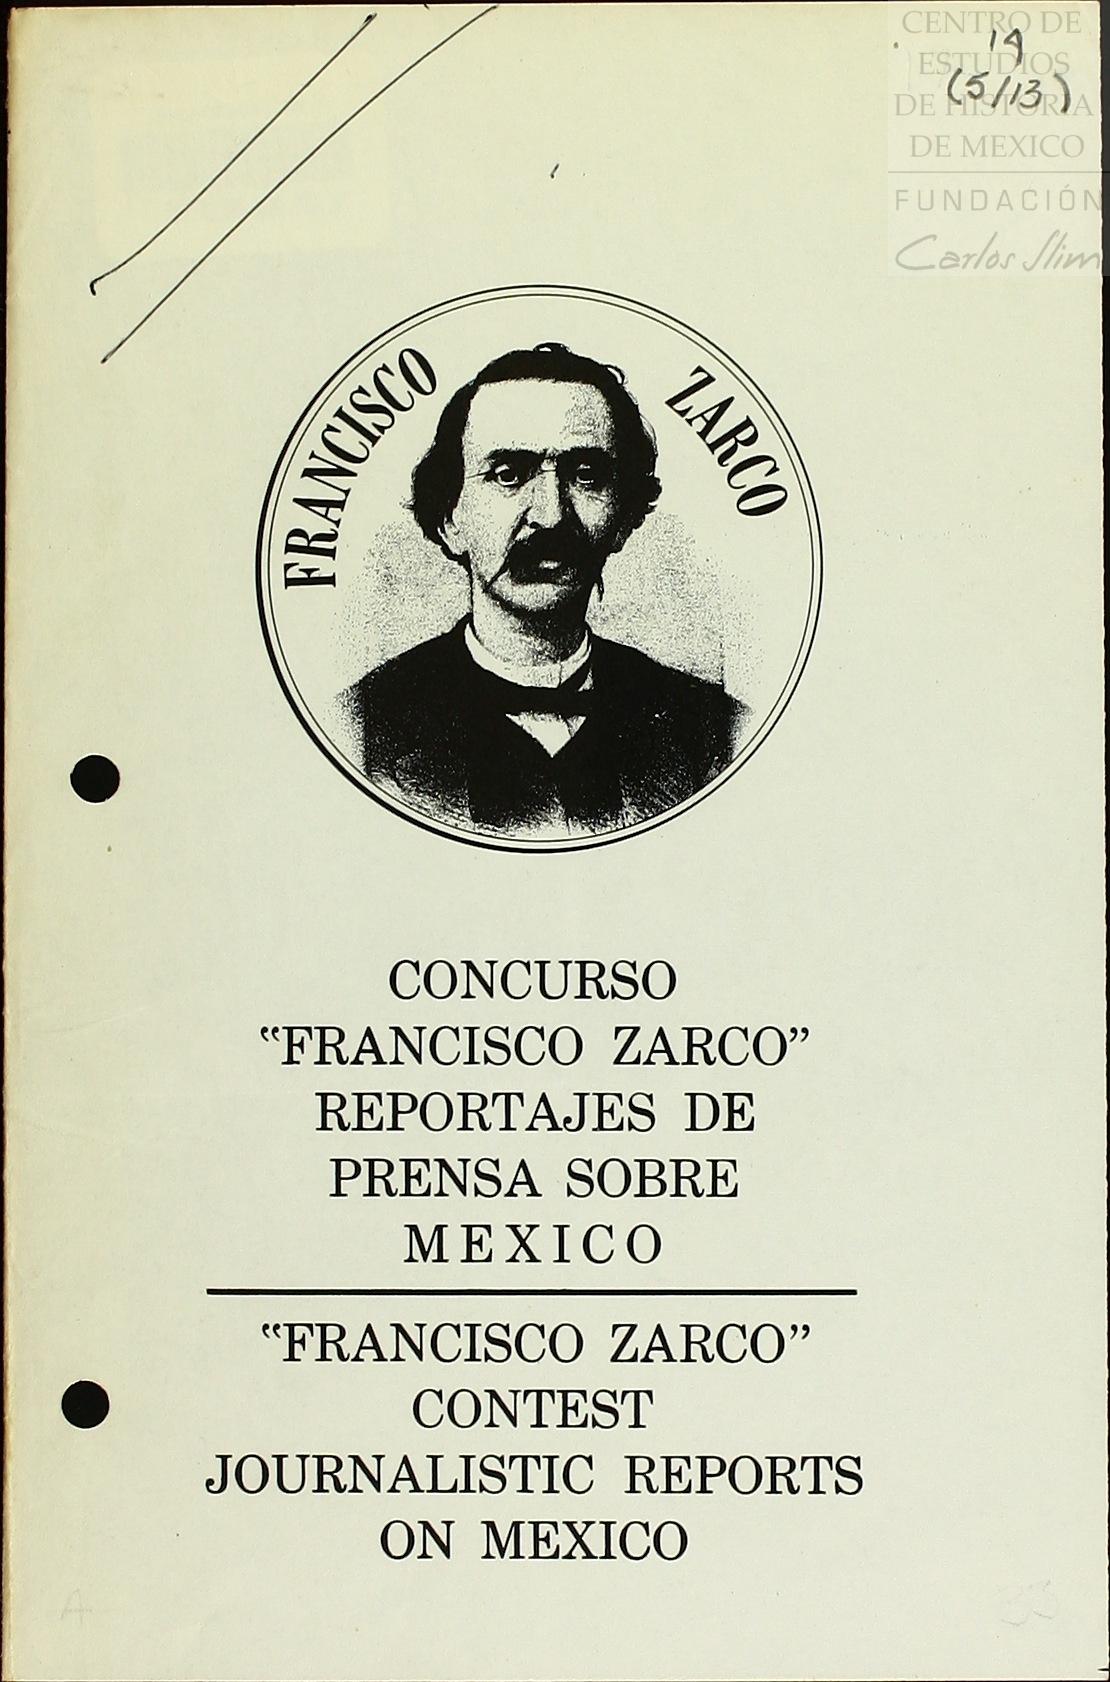 CENTRO DE
ESTUDIOS
DE HISTORIA
DE MEXICO
FUNDACIÓN
Carlos Slim
19
(5/13)
FRANCISCO ZARCO
CONCURSO
“FRANCISCO ZARCO”
REPORTAJES DE
PRENSA SOBRE
MEXICO
“FRANCISCO ZARCO”
CONTEST
JOURNALISTIC REPORTS
ON MEXICO